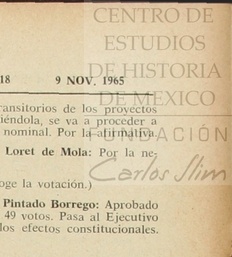 CENTRO DE
ESTUDIOS
DE HISTORIA
DE MEXICO
FUNDACIÓN
Carlos Slim
18 9 NOV. 1965
ransitorios de los proyectos
iéndola, se va a proceder a
nominal. Por la afirmativa
Loret de Mola: Por la ne-
oge la votación.)
Pintado Borrego: Aprobado
49 votos. Pasa al Ejecutivo
los efectos constitucionales.